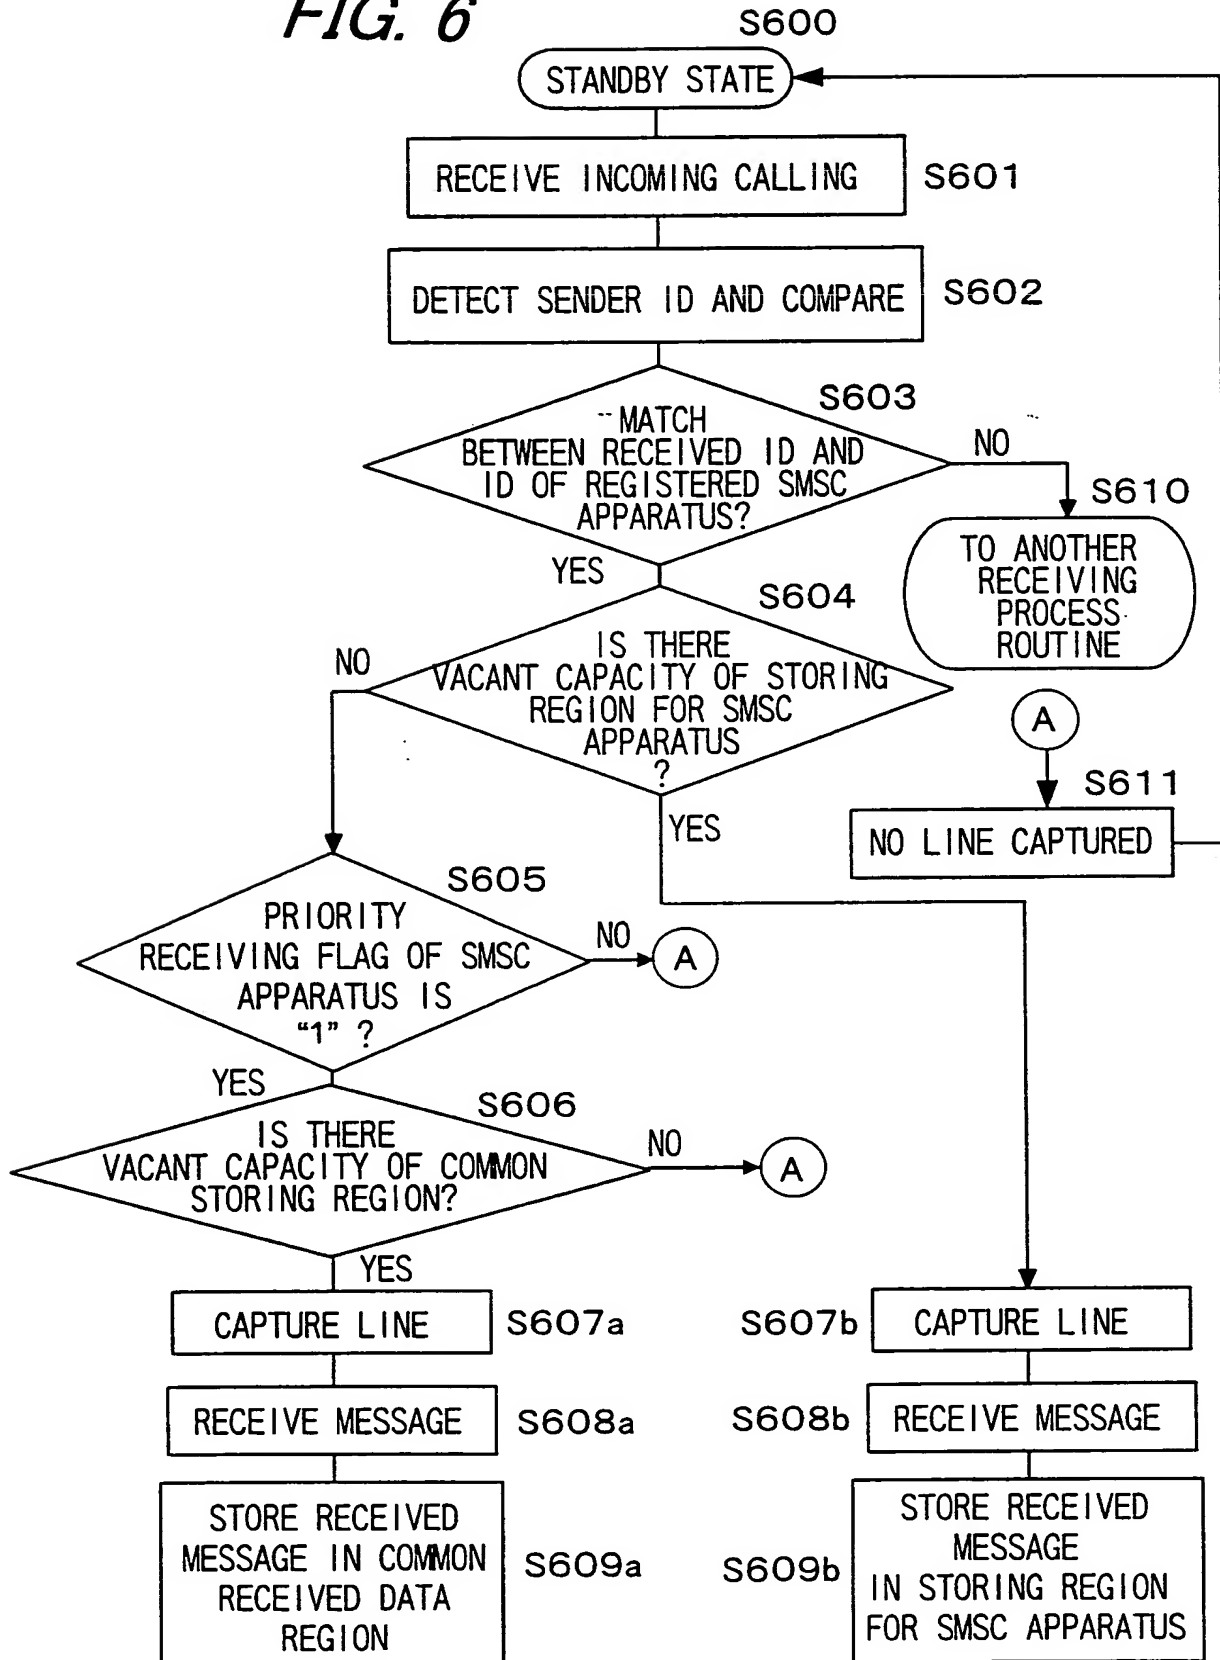 FIG. 6
S600
STANDBY STATE
RECEIVE INCOMING CALLING
S601
DETECT SENDER ID AND COMPARE
S602
S603
MATCH
BETWEEN RECEIVED ID AND
ID OF REGISTERED SMSC
APPARATUS?
NO
S610
TO ANOTHER
RECEIVING
PROCESS
ROUTINE
YES
S604
IS THERE
VACANT CAPACITY OF STORING
REGION FOR SMSC
APPARATUS
?
NO
YES
A
S611
NO LINE CAPTURED
S605
PRIORITY
RECEIVING FLAG OF SMSC
APPARATUS IS
“1” ?
NO
A
YES
S606
IS THERE
VACANT CAPACITY OF COMMON
STORING REGION?
NO
A
YES
CAPTURE LINE
S607a
S607b
CAPTURE LINE
RECEIVE MESSAGE
S608a
S608b
RECEIVE MESSAGE
STORE RECEIVED
MESSAGE IN COMMON
RECEIVED DATA
REGION
S609a
S609b
STORE RECEIVED
MESSAGE
IN STORING REGION
FOR SMSC APPARATUS